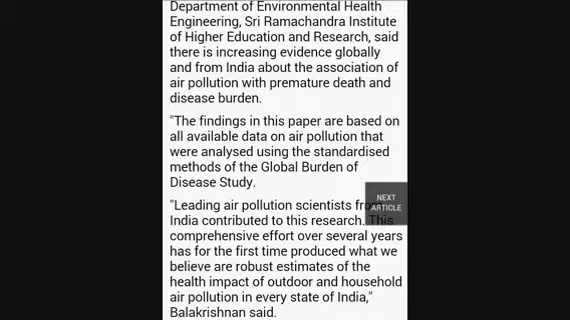 Department of Environmental Health
Engineering, Sri Ramachandra Institute
of Higher Education and Research, said
there is increasing evidence globally
and from India about the association of
air pollution with premature death and
disease burden.
"The findings in this paper are based on
all available data on air pollution that
were analysed using the standardised
methods of the Global Burden of
Disease Study.
"Leading air pollution scientists from
India contributed to this research. This
comprehensive effort over several years
has for the first time produced what we
believe are robust estimates of the
health impact of outdoor and household
air pollution in every state of India,"
Balakrishnan said.
NEXT
ARTICLE